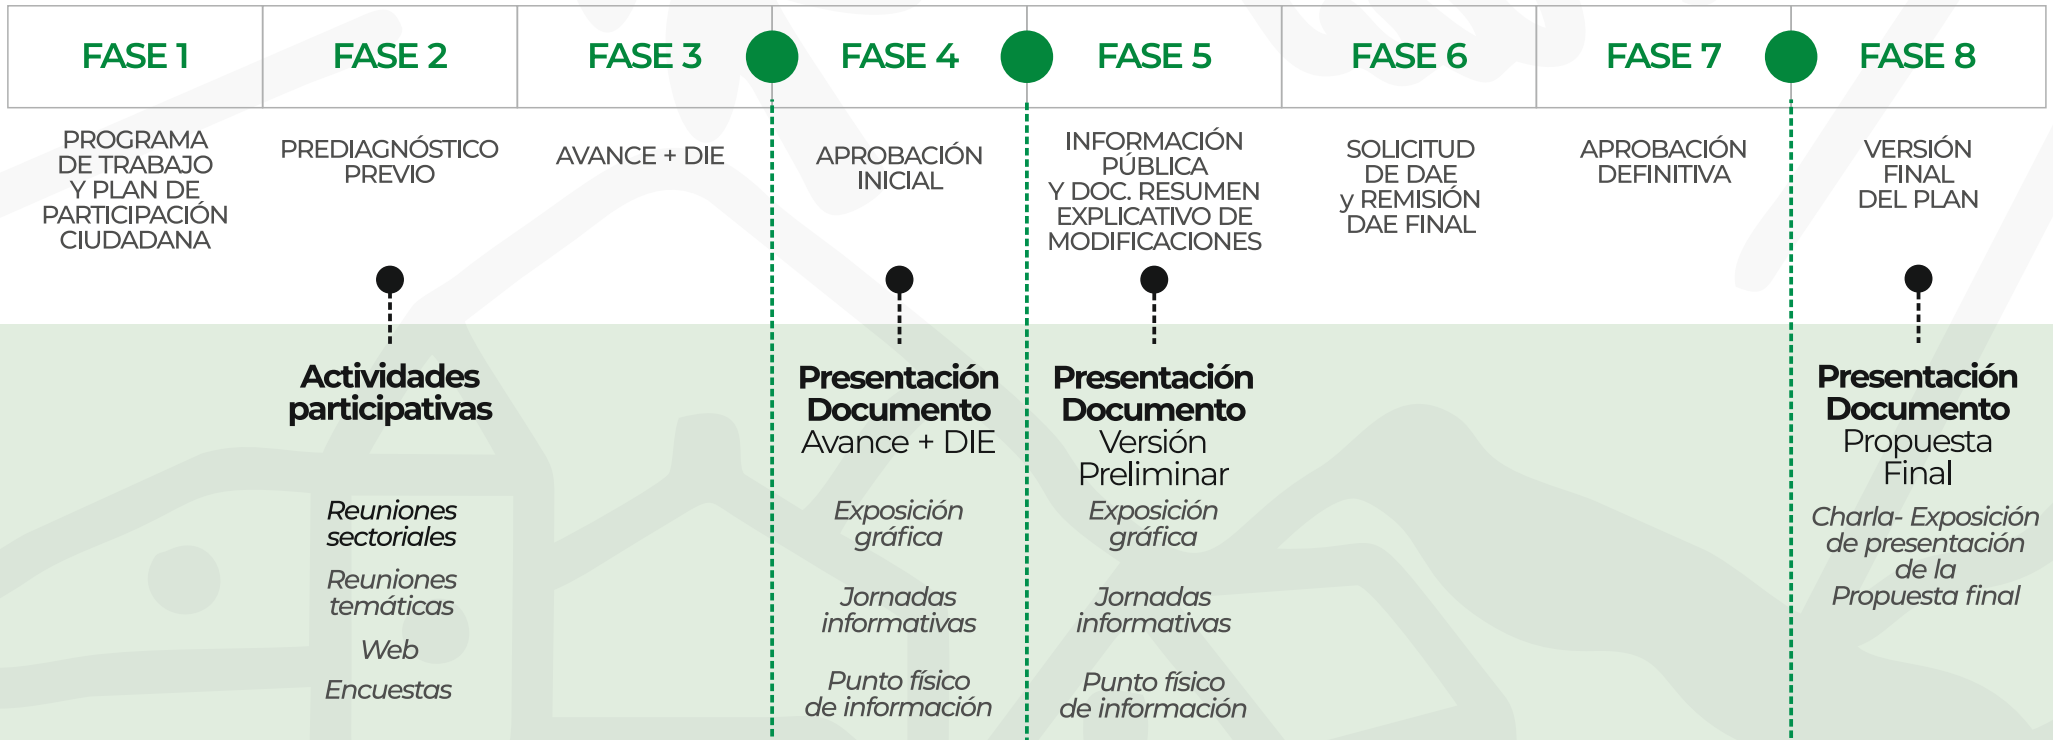 FASE 1
FASE 2
FASE 3
FASE 4
FASE 5
FASE 6
FASE 7
FASE 8
PROGRAMA
DE TRABAJO
Y PLAN DE
PARTICIPACIÓN
CIUDADANA
PREDIAGNÓSTICO
PREVIO
AVANCE + DIE
APROBACIÓN
INICIAL
INFORMACIÓN
PÚBLICA
Y DOC. RESUMEN
EXPLICATIVO DE
MODIFICACIONES
SOLICITUD
DE DAE
y REMISIÓN
DAE FINAL
APROBACIÓN
DEFINITIVA
VERSIÓN
FINAL
DEL PLAN
Actividades
participativas
Reuniones
sectoriales
Reuniones
temáticas
Web
Encuestas
Presentación
Documento
Avance + DIE
Exposición
gráfica
Jornadas
informativas
Punto físico
de información
Presentación
Documento
Versión
Preliminar
Exposición
gráfica
Jornadas
informativas
Punto físico
de información
Presentación
Documento
Propuesta
Final
Charla- Exposición
de presentación
de la
Propuesta final